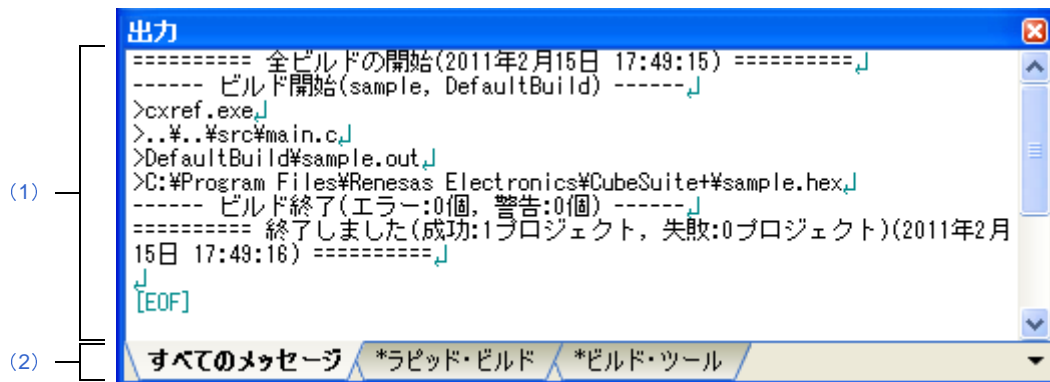 出力
========== 全ビルドの開始(2011年2月15日 17:49:15) ==========↲
------ ビルド開始(sample, DefaultBuild) ------↲
>cxref.exe↲
>..¥..¥src¥main.c↲
>DefaultBuild¥sample.out↲
>C:¥Program Files¥Renesas Electronics¥CubeSuite+¥sample.hex↲
------ ビルド終了(エラー:0個, 警告:0個) ------↲
========== 終了しました(成功:1プロジェクト, 失敗:0プロジェクト)(2011年2月
15日 17:49:16) ==========↲
↲
[EOF]
(1)
(2)
すべてのメッセージ *ラピッド・ビルド *ビルド・ツール